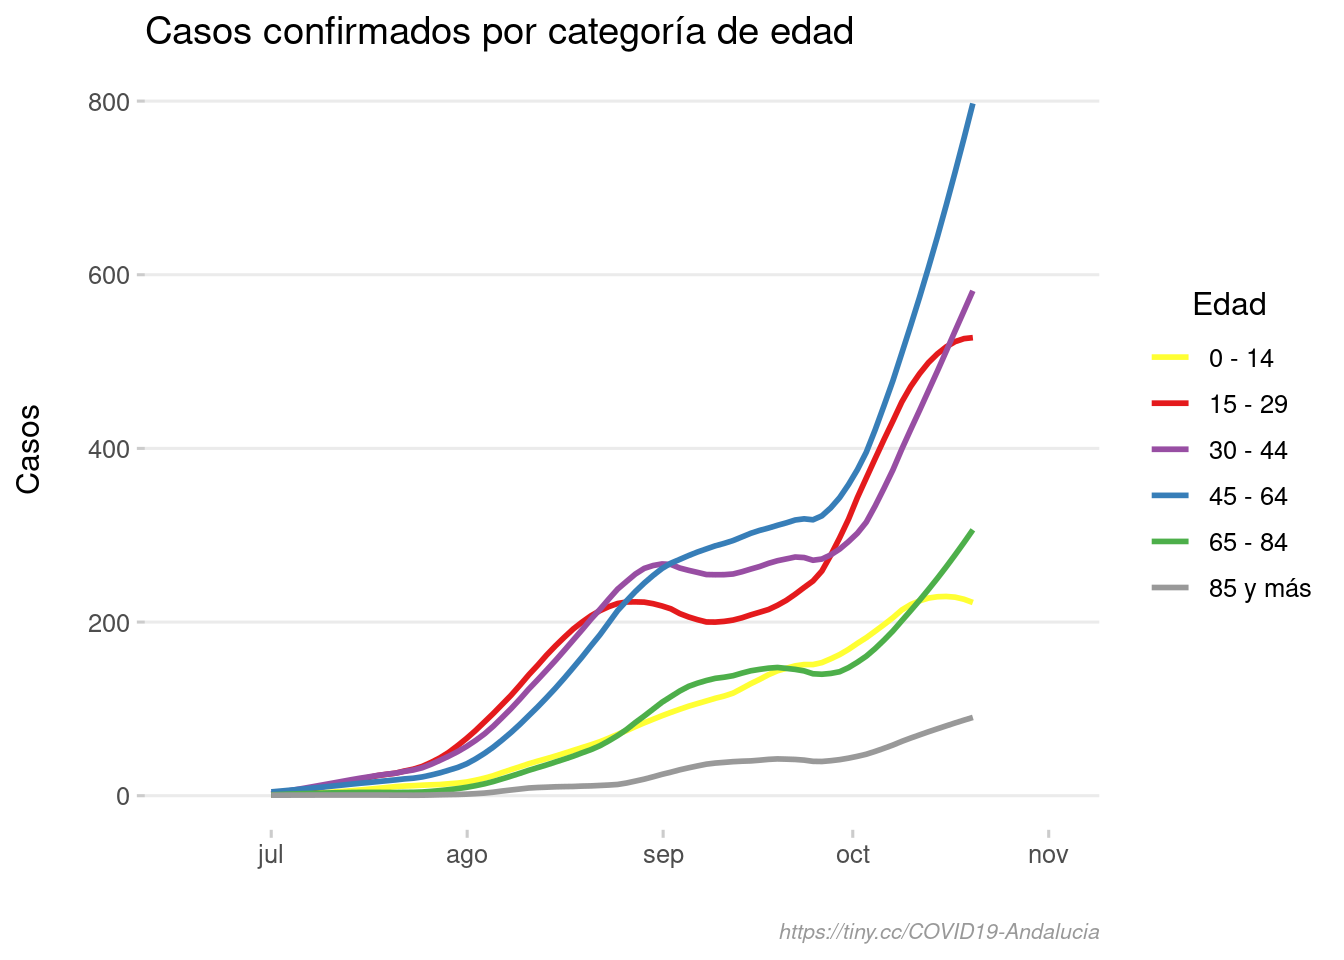 Casos confirmados por categoría de edad
Casos
800
600
400
200
0
jul
ago
sep
oct
nov
Edad
0 - 14
15 - 29
30 - 44
45 - 64
65 - 84
85 y más
https://tiny.cc/COVID19-Andalucia